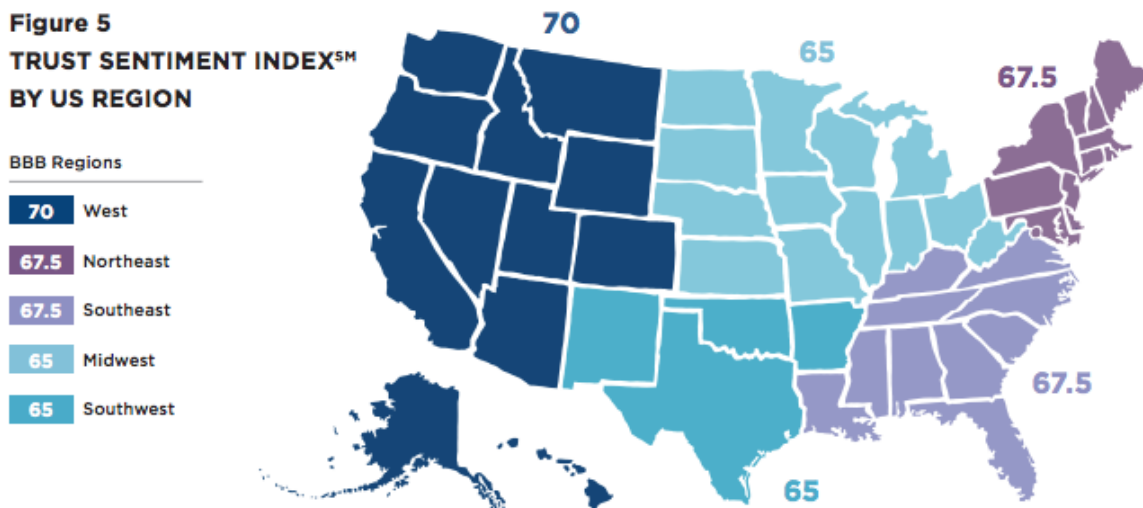 Figure 5
TRUST SENTIMENT INDEX℠
BY US REGION
BBB Regions
70 West
67.5 Northeast
67.5 Southeast
65 Midwest
65 Southwest
70
65
67.5
67.5
65